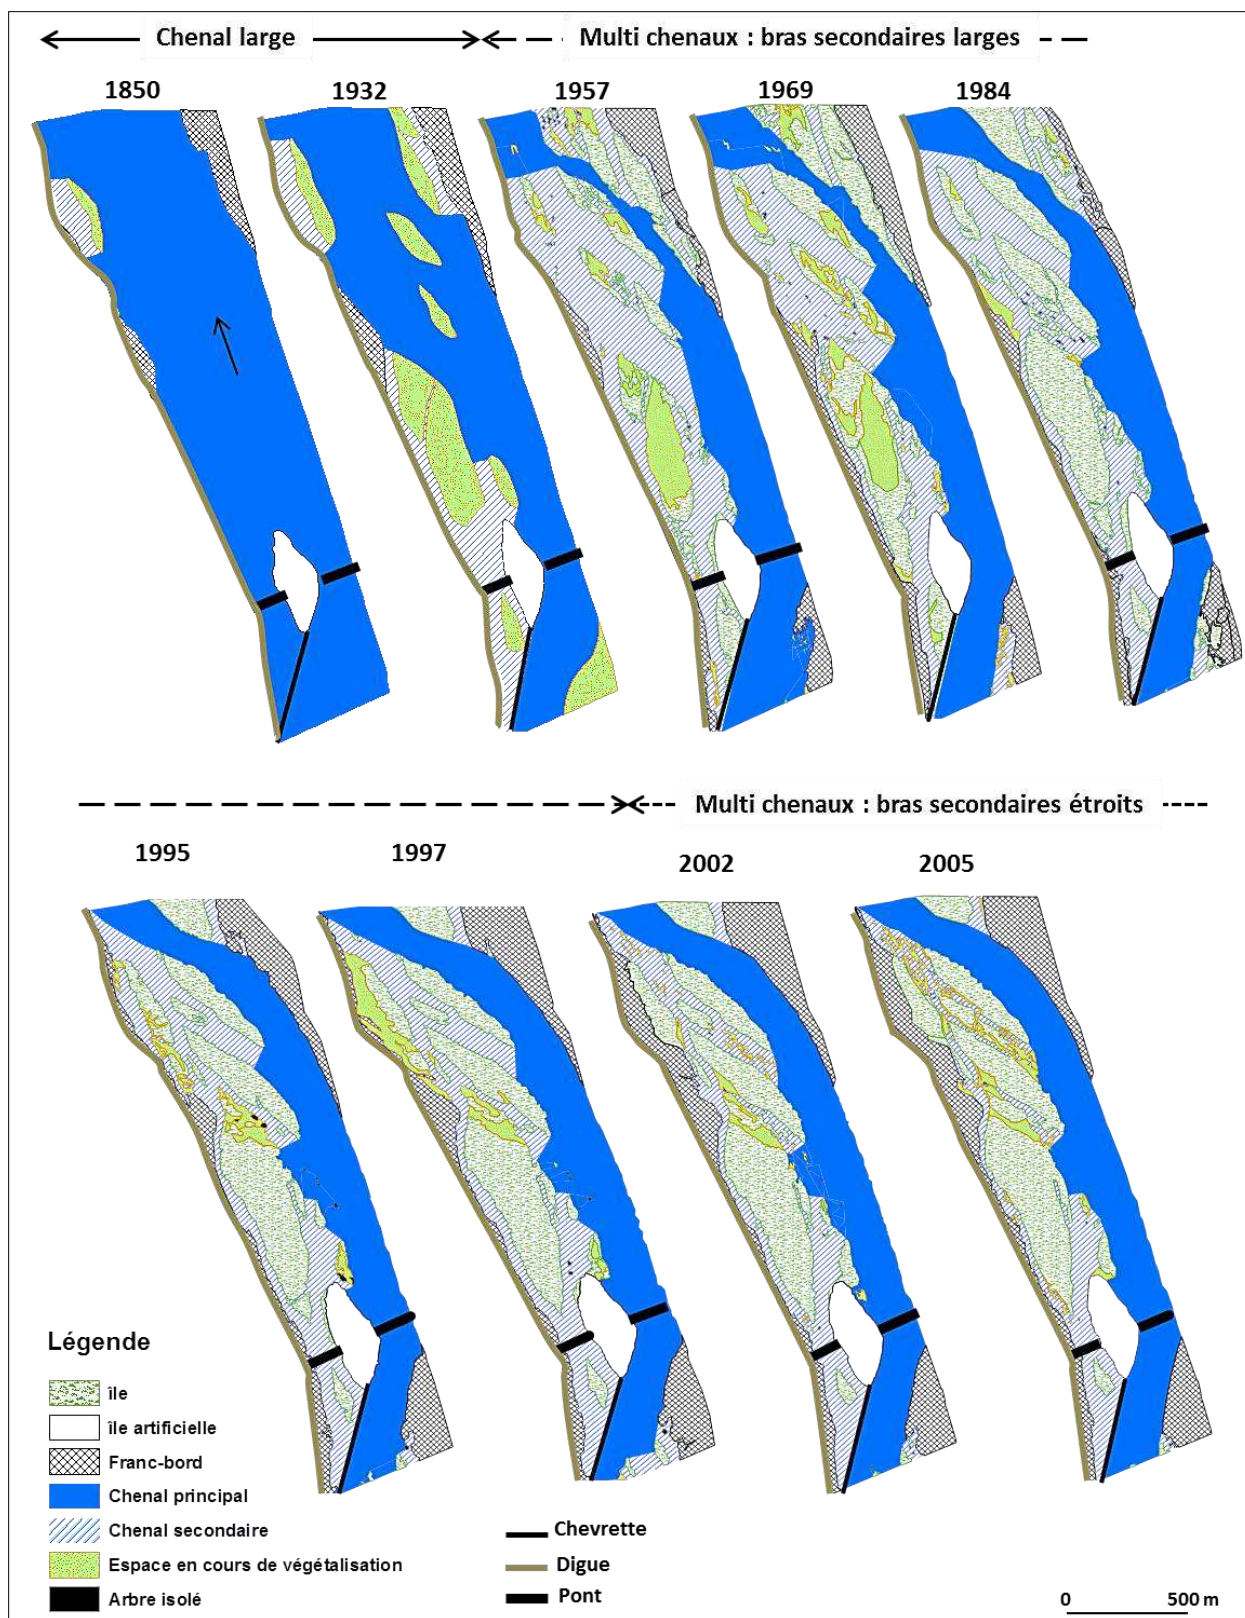 Chenal large
Multi chenaux : bras secondaires larges
1850
1932
1957
1969
1984
Multi chenaux : bras secondaires étroits
1995
1997
2002
2005
Légende
île
île artificielle
Franc-bord
Chenal principal
Chenal secondaire
Espace en cours de végétalisation
Arbre isolé
Chevrette
Digue
Pont
0 500 m